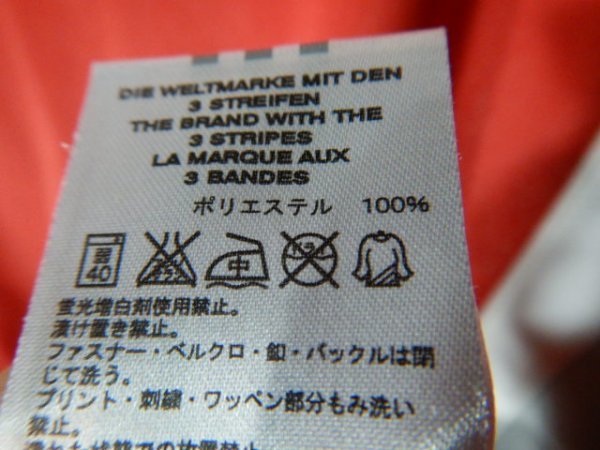 DIE WELTMARKE MIT DEN
3 STREIFEN
THE BRAND WITH THE
3 STRIPES
LA MARQUE AUX
3 BANDES
ポリエステル 100%
40
中
蛍光増白剤使用禁止。
漬け置き禁止。
ファスナー・ベルクロ・釦・バックルは閉
じて洗う。
プリント・刺繍・ワッペン部分もみ洗い
禁止。